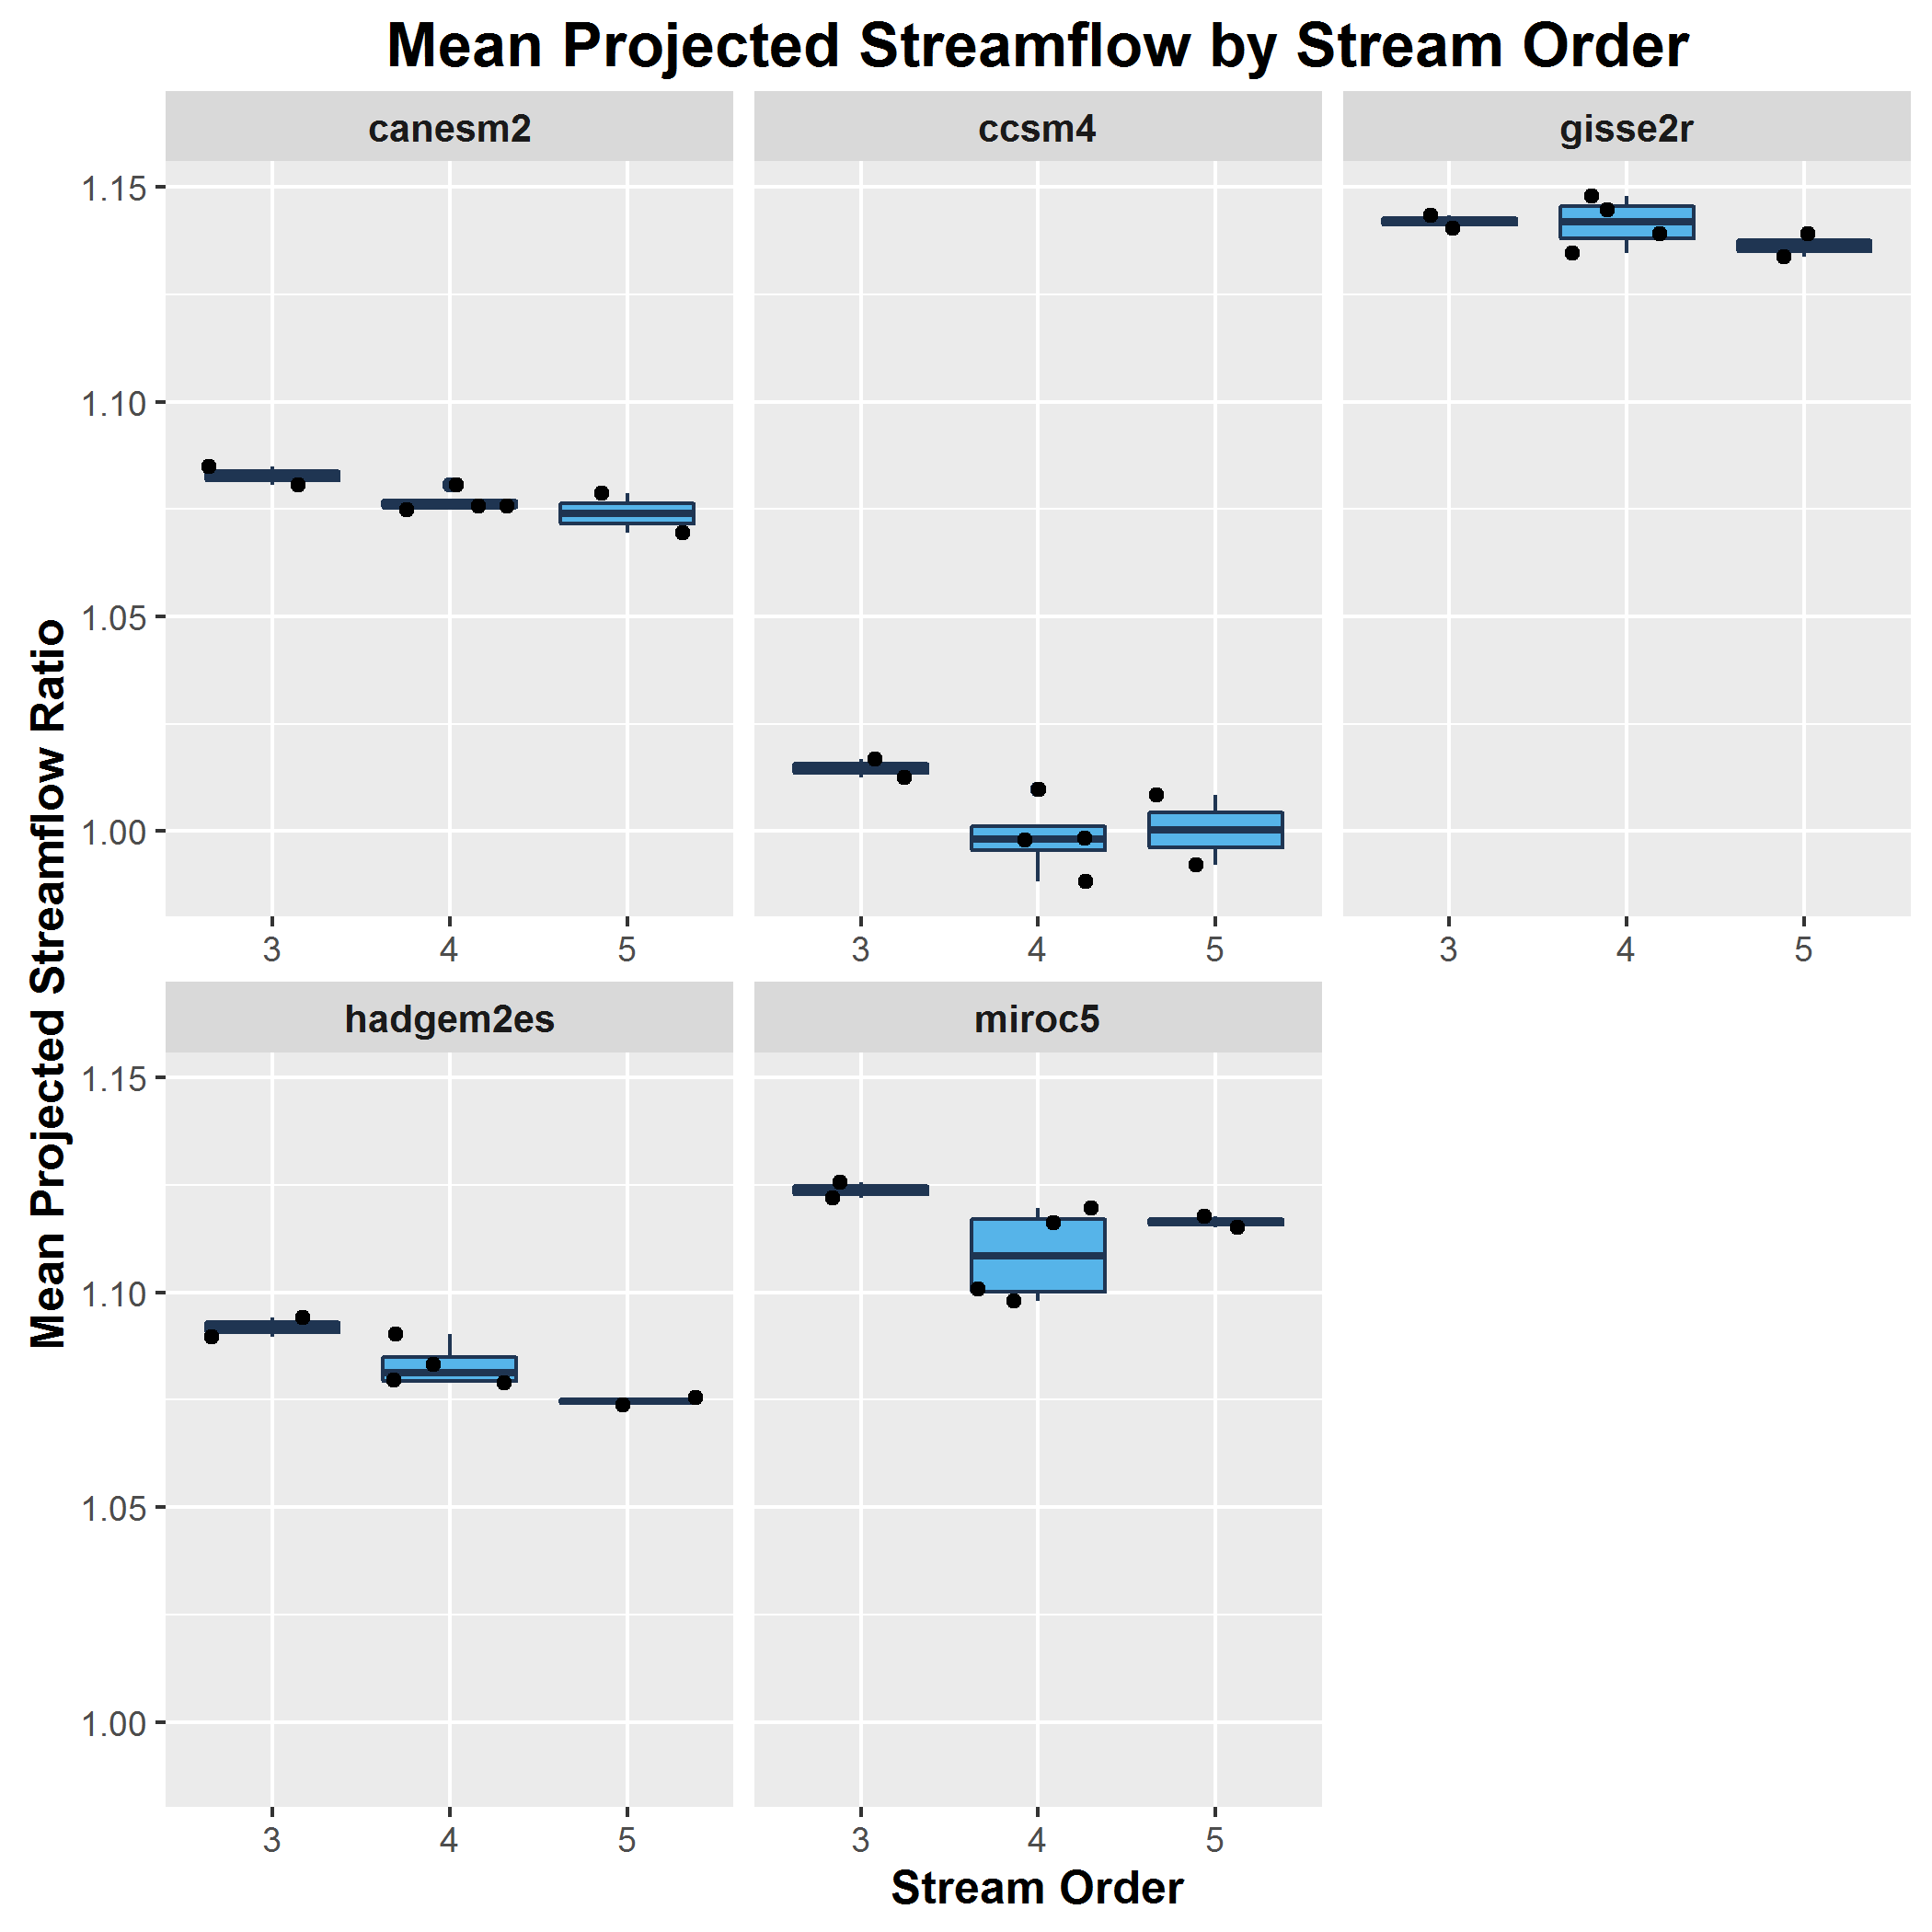 Mean Projected Streamflow by Stream Order
canesm2
ccsm4
gisse2r
1.15
1.10
1.05
1.00
3 4 5
3 4 5
3 4 5
Mean Projected Streamflow Ratio
hadgem2es
miroc5
1.15
1.10
1.05
1.00
3 4 5
3 4 5
Stream Order